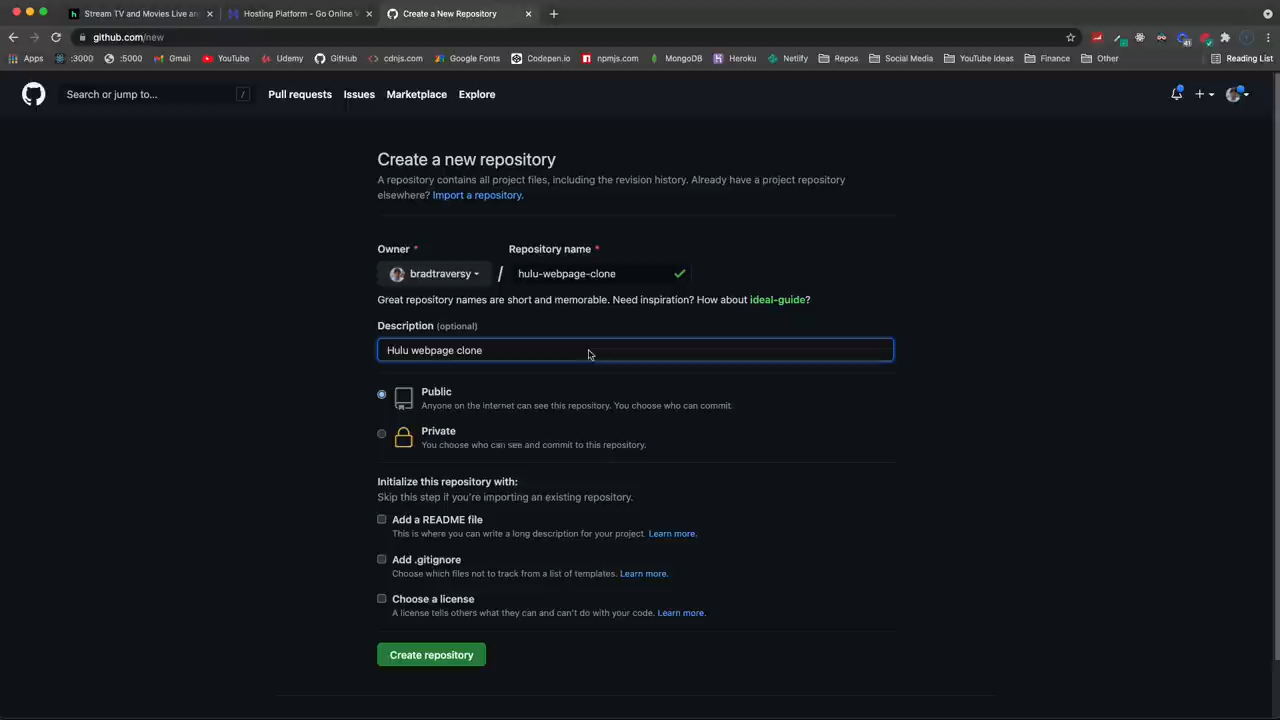 Stream TV and Movies Live an
Hosting Platform - Go Online W
Create a New Repository
github.com/new
Apps
:3000
:5000
Gmail
YouTube
Udemy
GitHub
cdnjs.com
Google Fonts
Codepen.io
npmjs.com
MongoDB
Heroku
Netlify
Repos
Social Media
YouTube Ideas
Finance
Other
Reading List
Search or jump to...
/
Pull requests
Issues
Marketplace
Explore
Create a new repository
A repository contains all project files, including the revision history. Already have a project repository
elsewhere? Import a repository.
Owner *
Repository name *
bradtraversy
/
hulu-webpage-clone
Great repository names are short and memorable. Need inspiration? How about ideal-guide?
Description (optional)
Hulu webpage clone
Public
Anyone on the internet can see this repository. You choose who can commit.
Private
You choose who can see and commit to this repository.
Initialize this repository with:
Skip this step if you're importing an existing repository.
Add a README file
This is where you can write a long description for your project. Learn more.
Add .gitignore
Choose which files not to track from a list of templates. Learn more.
Choose a license
A license tells others what they can and can't do with your code. Learn more.
Create repository